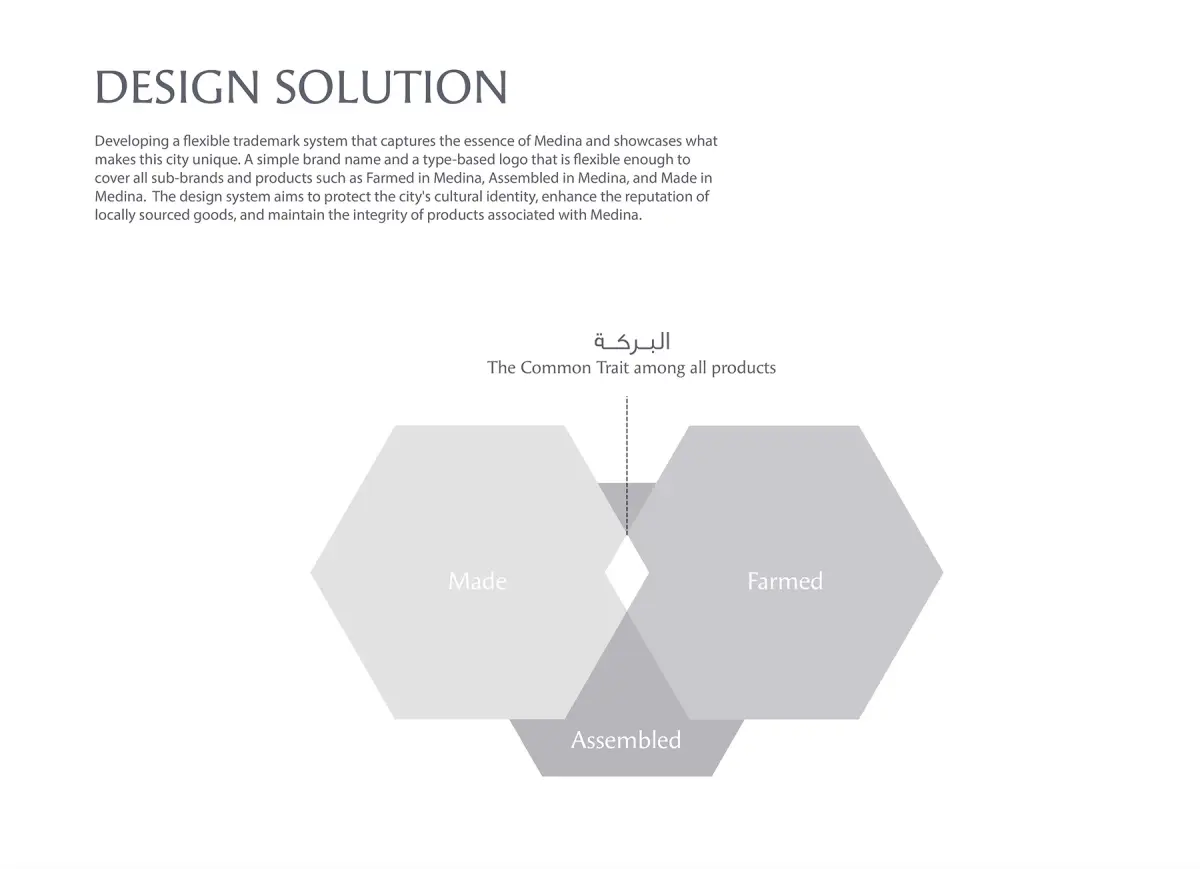 DESIGN SOLUTION
Developing a flexible trademark system that captures the essence of Medina and showcases what
makes this city unique. A simple brand name and a type-based logo that is flexible enough to
cover all sub-brands and products such as Farmed in Medina, Assembled in Medina, and Made in
Medina.  The design system aims to protect the city's cultural identity, enhance the reputation of
locally sourced goods, and maintain the integrity of products associated with Medina.
البـركـة
The Common Trait among all products
Made
Farmed
Assembled